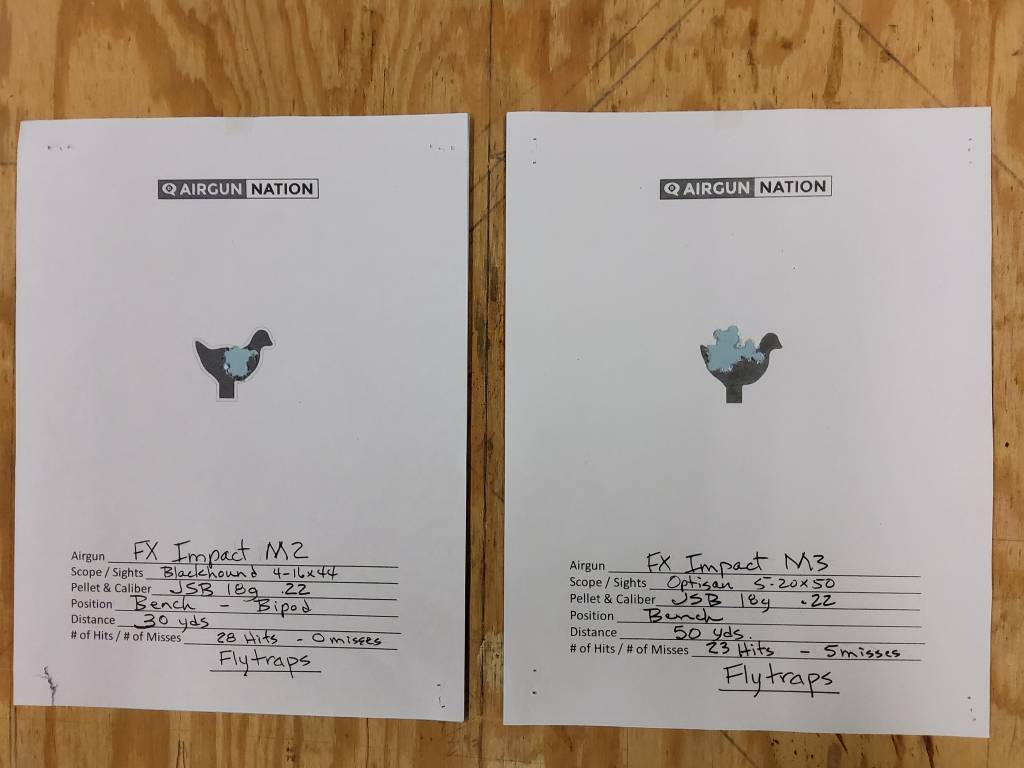 AIRGUN NATION
Airgun FX Impact M2
Scope / Sights Blackhound 4-16x44
Pellet & Caliber JSB 18g .22
Position Bench - Bipod
Distance 30 yds
# of Hits / # of Misses 28 Hits - 0 misses
Flytraps
AIRGUN NATION
Airgun FX Impact M3
Scope / Sights Optisan 5-20x50
Pellet & Caliber JSB 18g .22
Position Bench
Distance 50 yds.
# of Hits / # of Misses 23 Hits - 5 misses
Flytraps